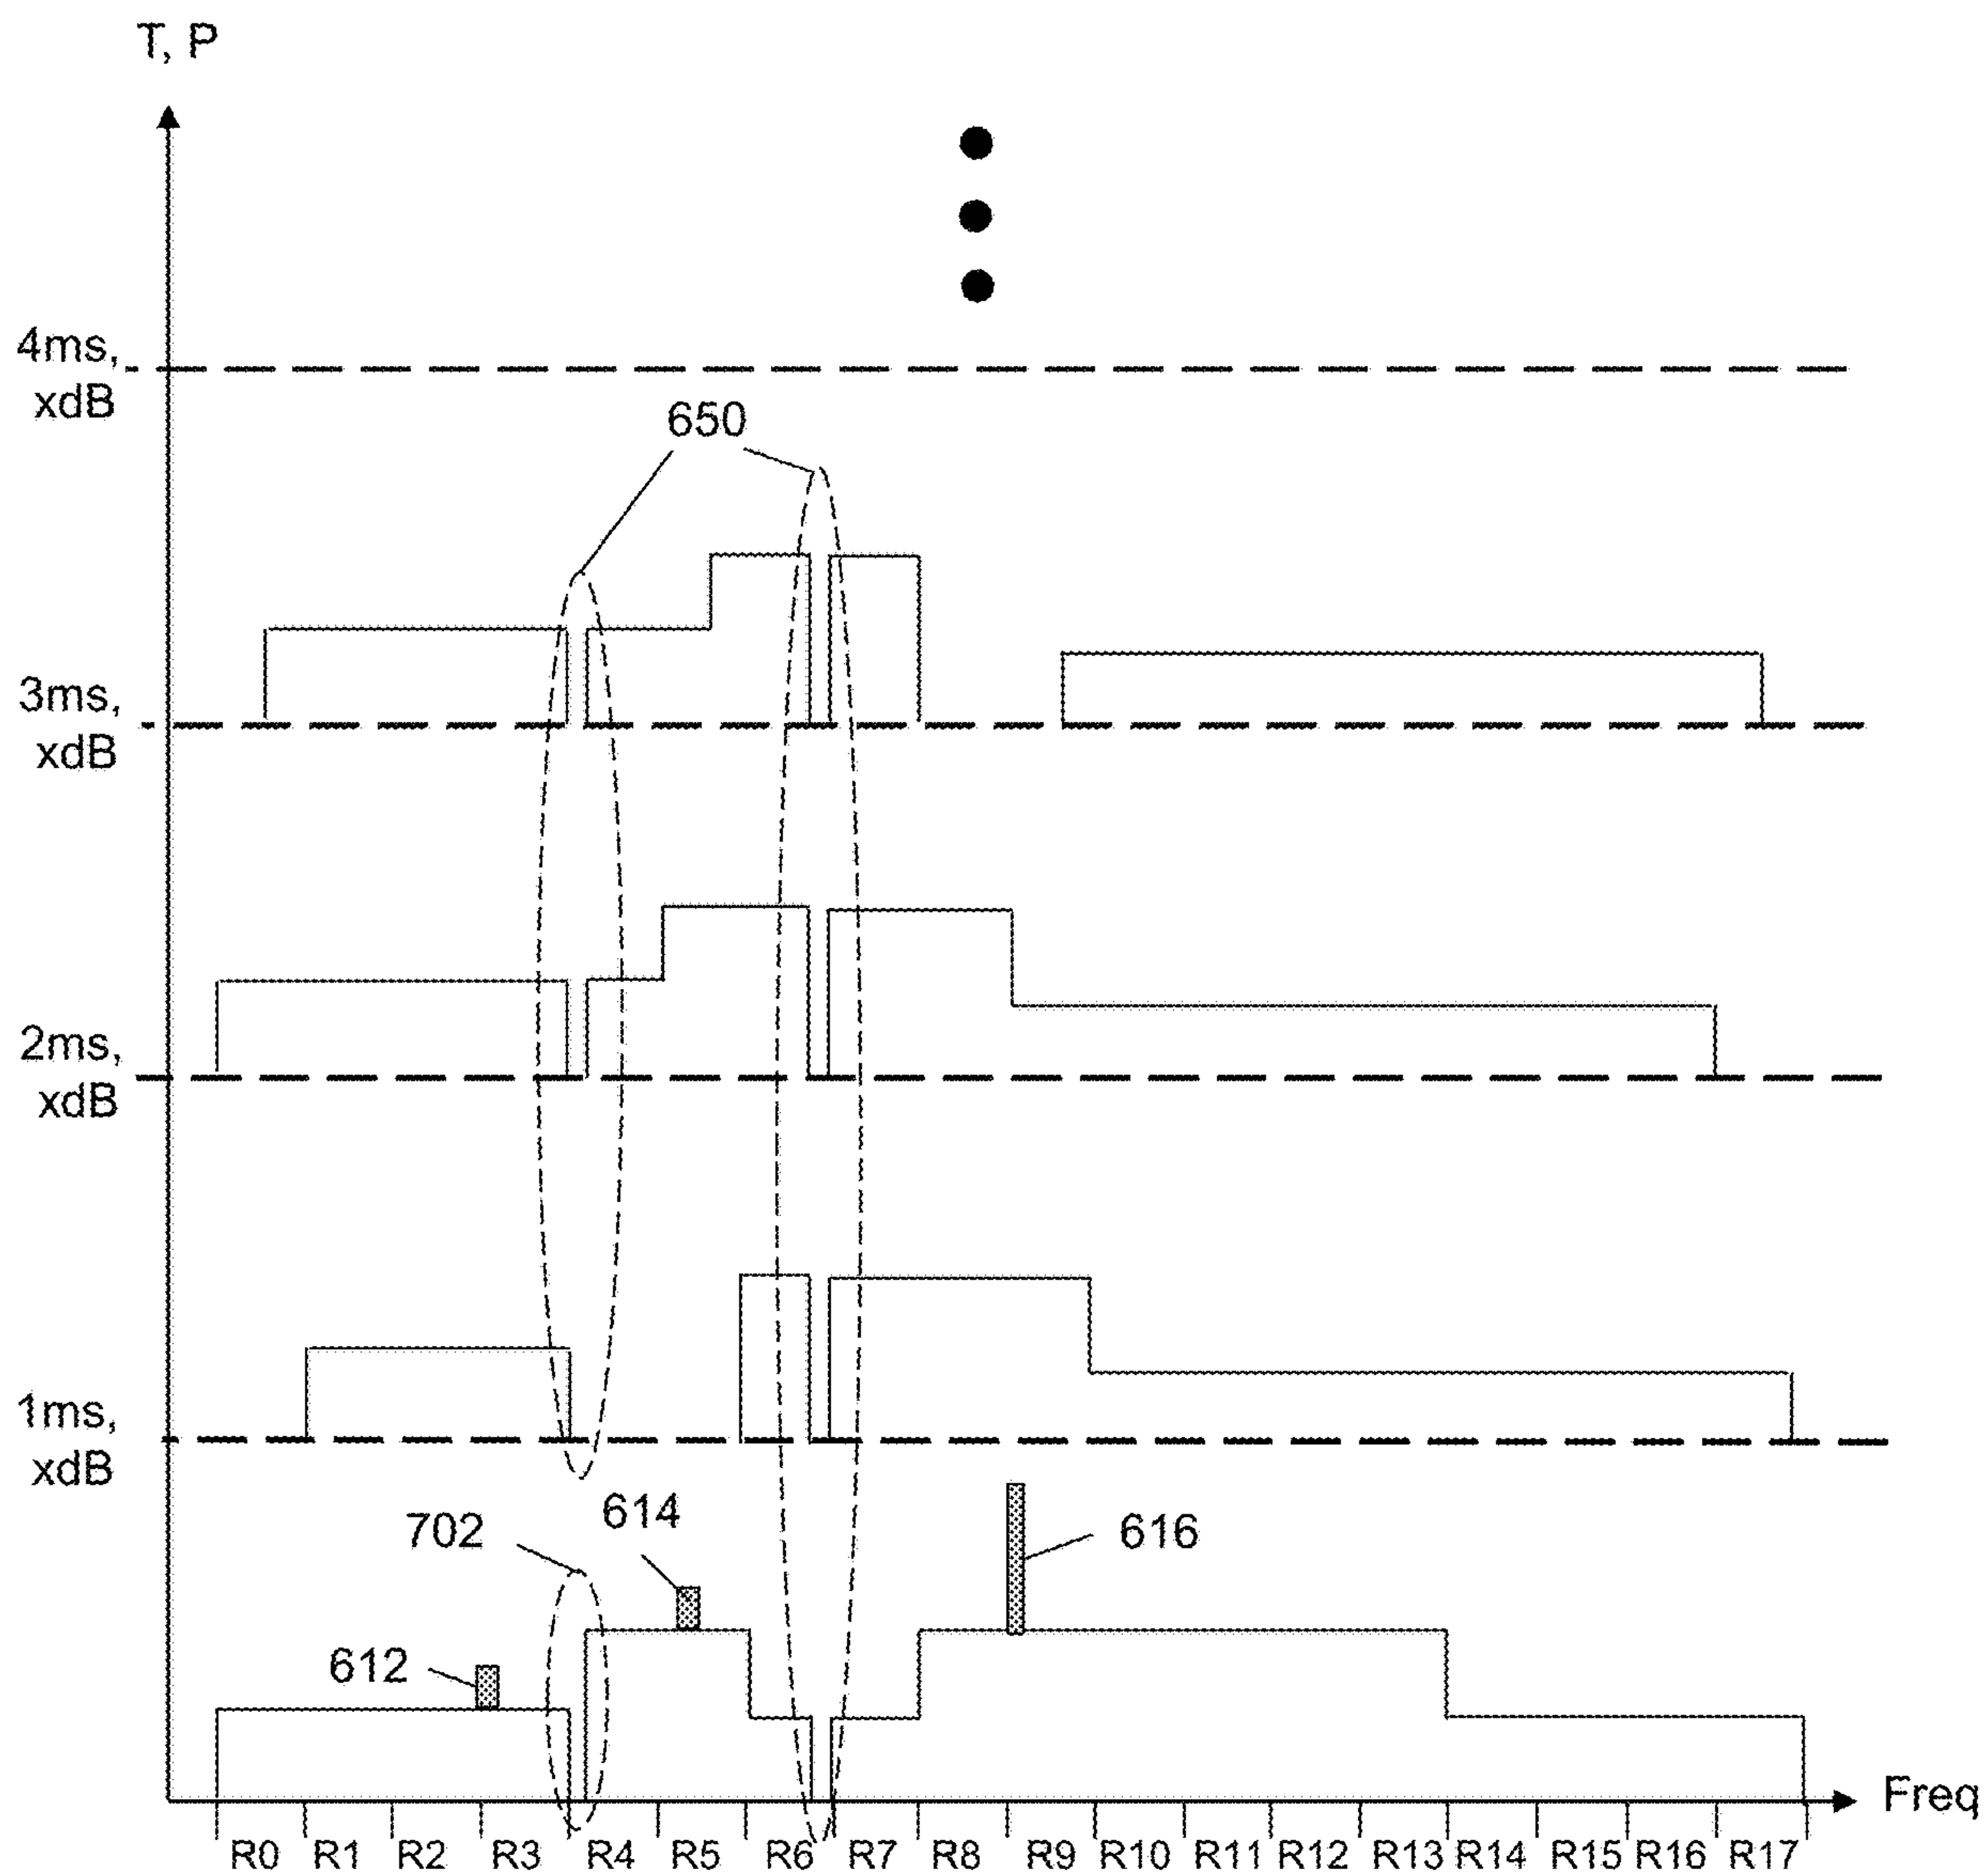 T, P
4ms,
xdB
650
3ms,
xdB
2ms,
xdB
1ms,
xdB
702
614
616
612
Freq
R0 R1 R2 R3 R4 R5 R6 R7 R8 R9 R10 R11 R12 R13 R14 R15 R16 R17